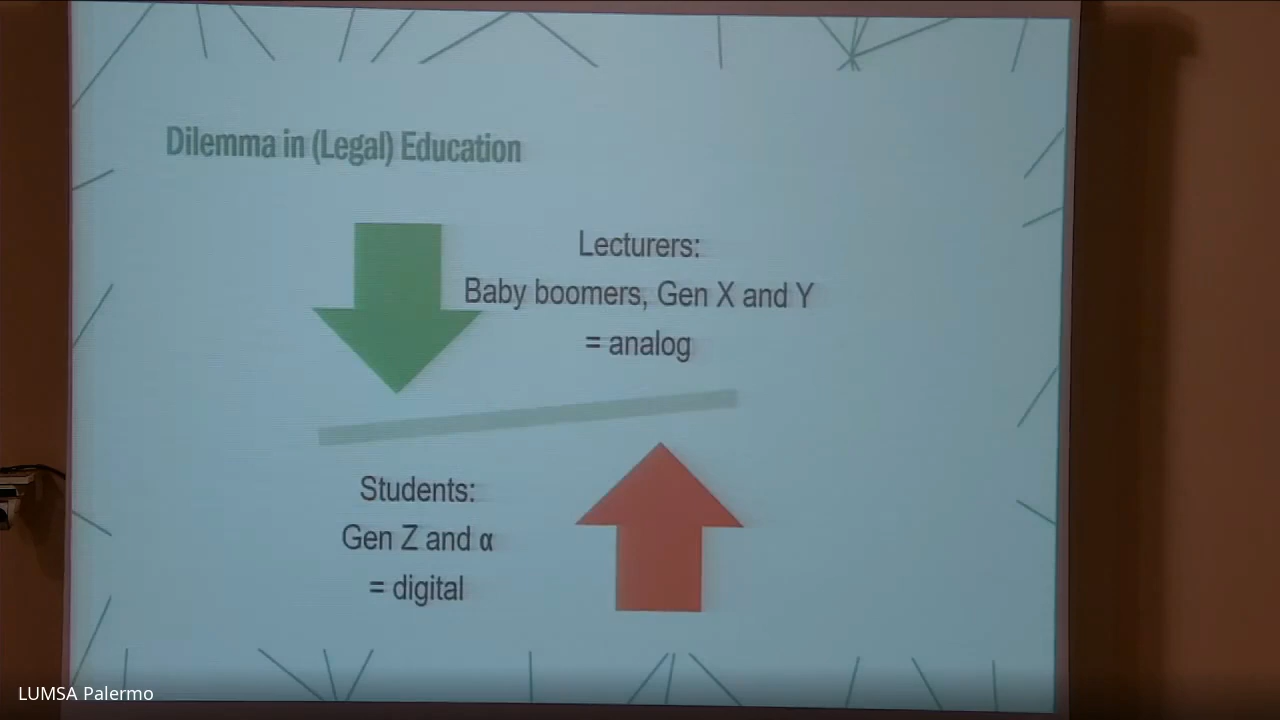 Dilemma in (Legal) Education
Lecturers:
Baby boomers, Gen X and Y
= analog
Students:
Gen Z and α
= digital
LUMSA Palermo